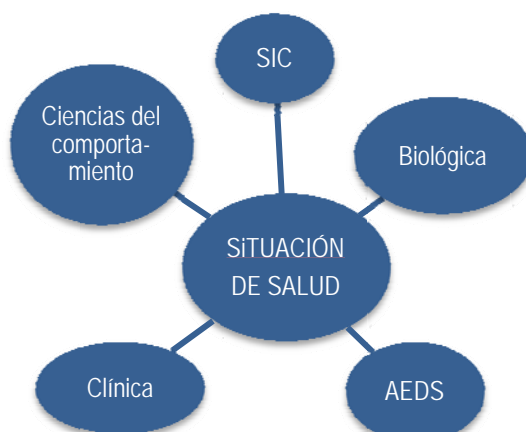 SIC
Ciencias del
comporta-
miento
Biológica
SiTUACIÓN
DE SALUD
Clínica
AEDS